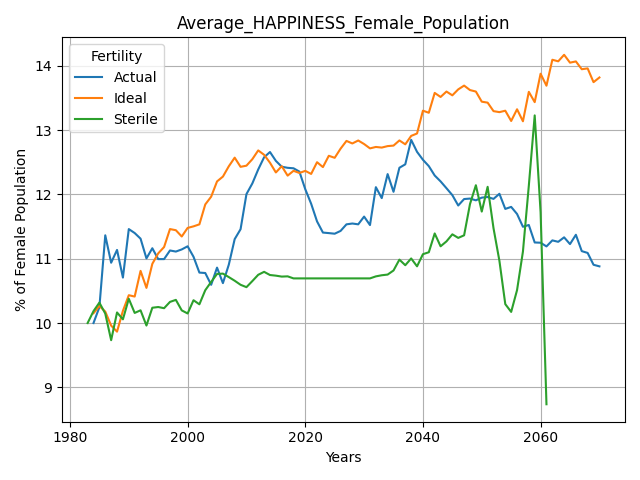 Average_HAPPINESS_Female_Population
Fertility
Actual
Ideal
Sterile
% of Female Population
14
13
12
11
10
9
1980
2000
2020
2040
2060
Years